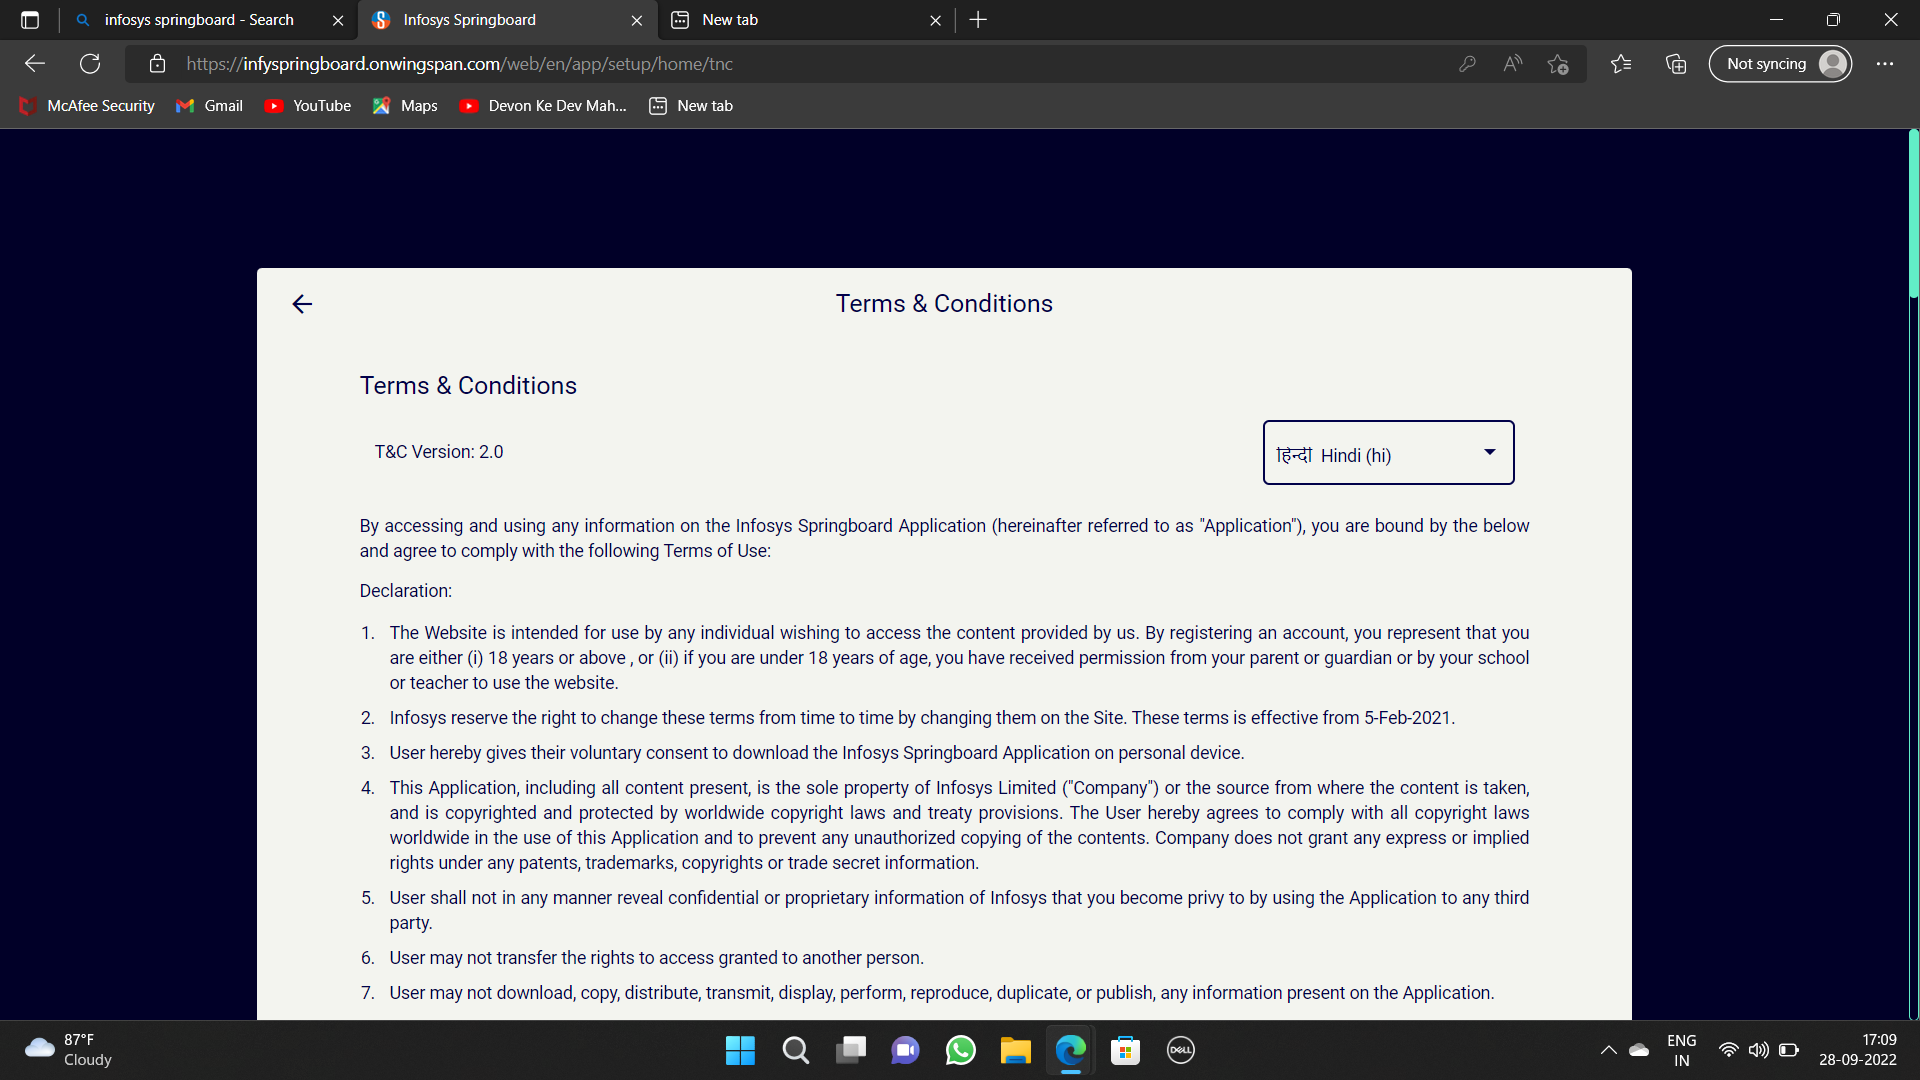 infosys springboard - Search
Infosys Springboard
New tab
https://infyspringboard.onwingspan.com/web/en/app/setup/home/tnc
Not syncing
McAfee Security
Gmail
YouTube
Maps
Devon Ke Dev Mah...
New tab
Terms & Conditions
Terms & Conditions
T&C Version: 2.0
हिन्दी Hindi (hi)
By accessing and using any information on the Infosys Springboard Application (hereinafter referred to as "Application"), you are bound by the below
and agree to comply with the following Terms of Use:
Declaration:
1. The Website is intended for use by any individual wishing to access the content provided by us. By registering an account, you represent that you
are either (i) 18 years or above , or (ii) if you are under 18 years of age, you have received permission from your parent or guardian or by your school
or teacher to use the website.
2. Infosys reserve the right to change these terms from time to time by changing them on the Site. These terms is effective from 5-Feb-2021.
3. User hereby gives their voluntary consent to download the Infosys Springboard Application on personal device.
4. This Application, including all content present, is the sole property of Infosys Limited ("Company") or the source from where the content is taken,
and is copyrighted and protected by worldwide copyright laws and treaty provisions. The User hereby agrees to comply with all copyright laws
worldwide in the use of this Application and to prevent any unauthorized copying of the contents. Company does not grant any express or implied
rights under any patents, trademarks, copyrights or trade secret information.
5. User shall not in any manner reveal confidential or proprietary information of Infosys that you become privy to by using the Application to any third
party.
6. User may not transfer the rights to access granted to another person.
7. User may not download, copy, distribute, transmit, display, perform, reproduce, duplicate, or publish, any information present on the Application.
87°F
Cloudy
DELL
ENG
IN
17:09
28-09-2022